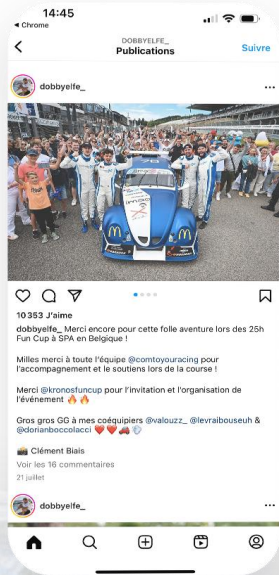 14:45
◀ Chrome
DOBBYELFE_
Publications
Suivre
dobbyelfe_
10 353 J'aime
dobbyelfe_ Merci encore pour cette folle aventure lors des 25h
Fun Cup à SPA en Belgique !
Milles merci à toute l'équipe @comtoyouracing pour
l'accompagnement et le soutiens lors de la course !
Merci @kronosfuncup pour l'invitation et l'organisation de
l'événement 🔥🔥
Gros gros GG à mes coéquipiers @valouzz_ @levraibouseuh &
@dorianboccolacci ❤️❤️🚗💨
📸 Clément Biais
Voir les 16 commentaires
21 juillet
dobbyelfe_